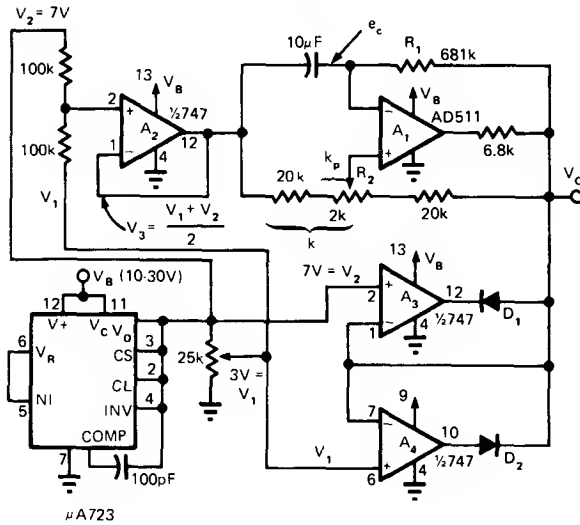 V2 = 7V
100k
100k
V1
2
+
13
VB
½747
A2
12
1
−
4
V3 = (V1 + V2) / 2
10μF
ec
R1
681k
−
VB
AD511
A1
+
6.8k
kp
R2
20k
2k
20k
k
VO
VB (10-30V)
12
11
V+
VC
VO
6
VR
CS
3
CL
2
NI
5
INV
4
COMP
7
100pF
μA723
25k
3V = V1
7V = V2
13
VB
+
2
A3
12
½747
D1
1
−
4
9
7
−
A4
10
½747
D2
V1
6
+
4